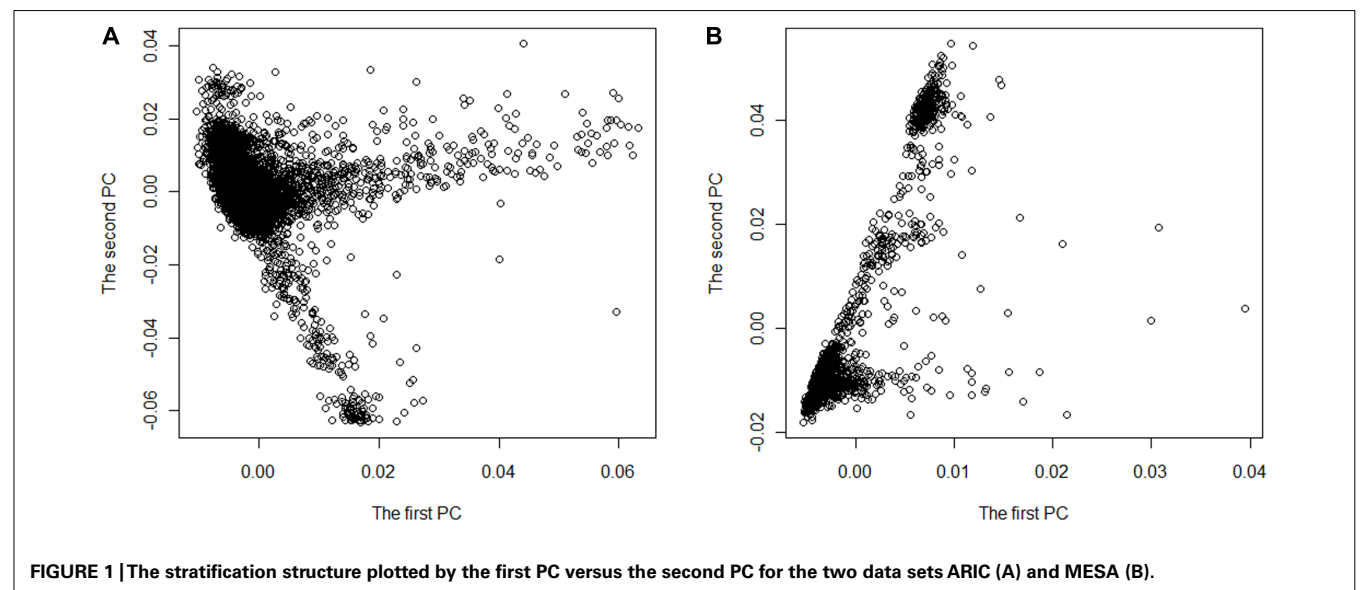 A
0.04
0.02
0.00
-0.02
-0.04
-0.06
The second PC
0.00 0.02 0.04 0.06
The first PC
B
0.04
0.02
0.00
-0.02
The second PC
0.00 0.01 0.02 0.03 0.04
The first PC
FIGURE 1 | The stratification structure plotted by the first PC versus the second PC for the two data sets ARIC (A) and MESA (B).